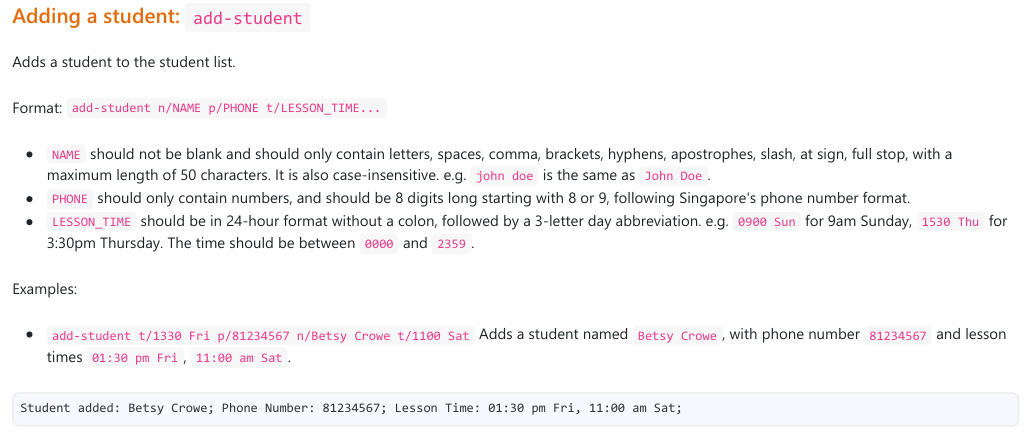 Adding a student: add-student
Adds a student to the student list.
Format: add-student n/NAME p/PHONE t/LESSON_TIME...
• NAME should not be blank and should only contain letters, spaces, comma, brackets, hyphens, apostrophes, slash, at sign, full stop, with a
maximum length of 50 characters. It is also case-insensitive. e.g. john doe is the same as John Doe.
• PHONE should only contain numbers, and should be 8 digits long starting with 8 or 9, following Singapore's phone number format.
• LESSON_TIME should be in 24-hour format without a colon, followed by a 3-letter day abbreviation. e.g. 0900 Sun for 9am Sunday, 1530 Thu for
3:30pm Thursday. The time should be between 0000 and 2359.
Examples:
• add-student t/1330 Fri p/81234567 n/Betsy Crowe t/1100 Sat Adds a student named Betsy Crowe, with phone number 81234567 and lesson
times 01:30 pm Fri, 11:00 am Sat.
Student added: Betsy Crowe; Phone Number: 81234567; Lesson Time: 01:30 pm Fri, 11:00 am Sat;